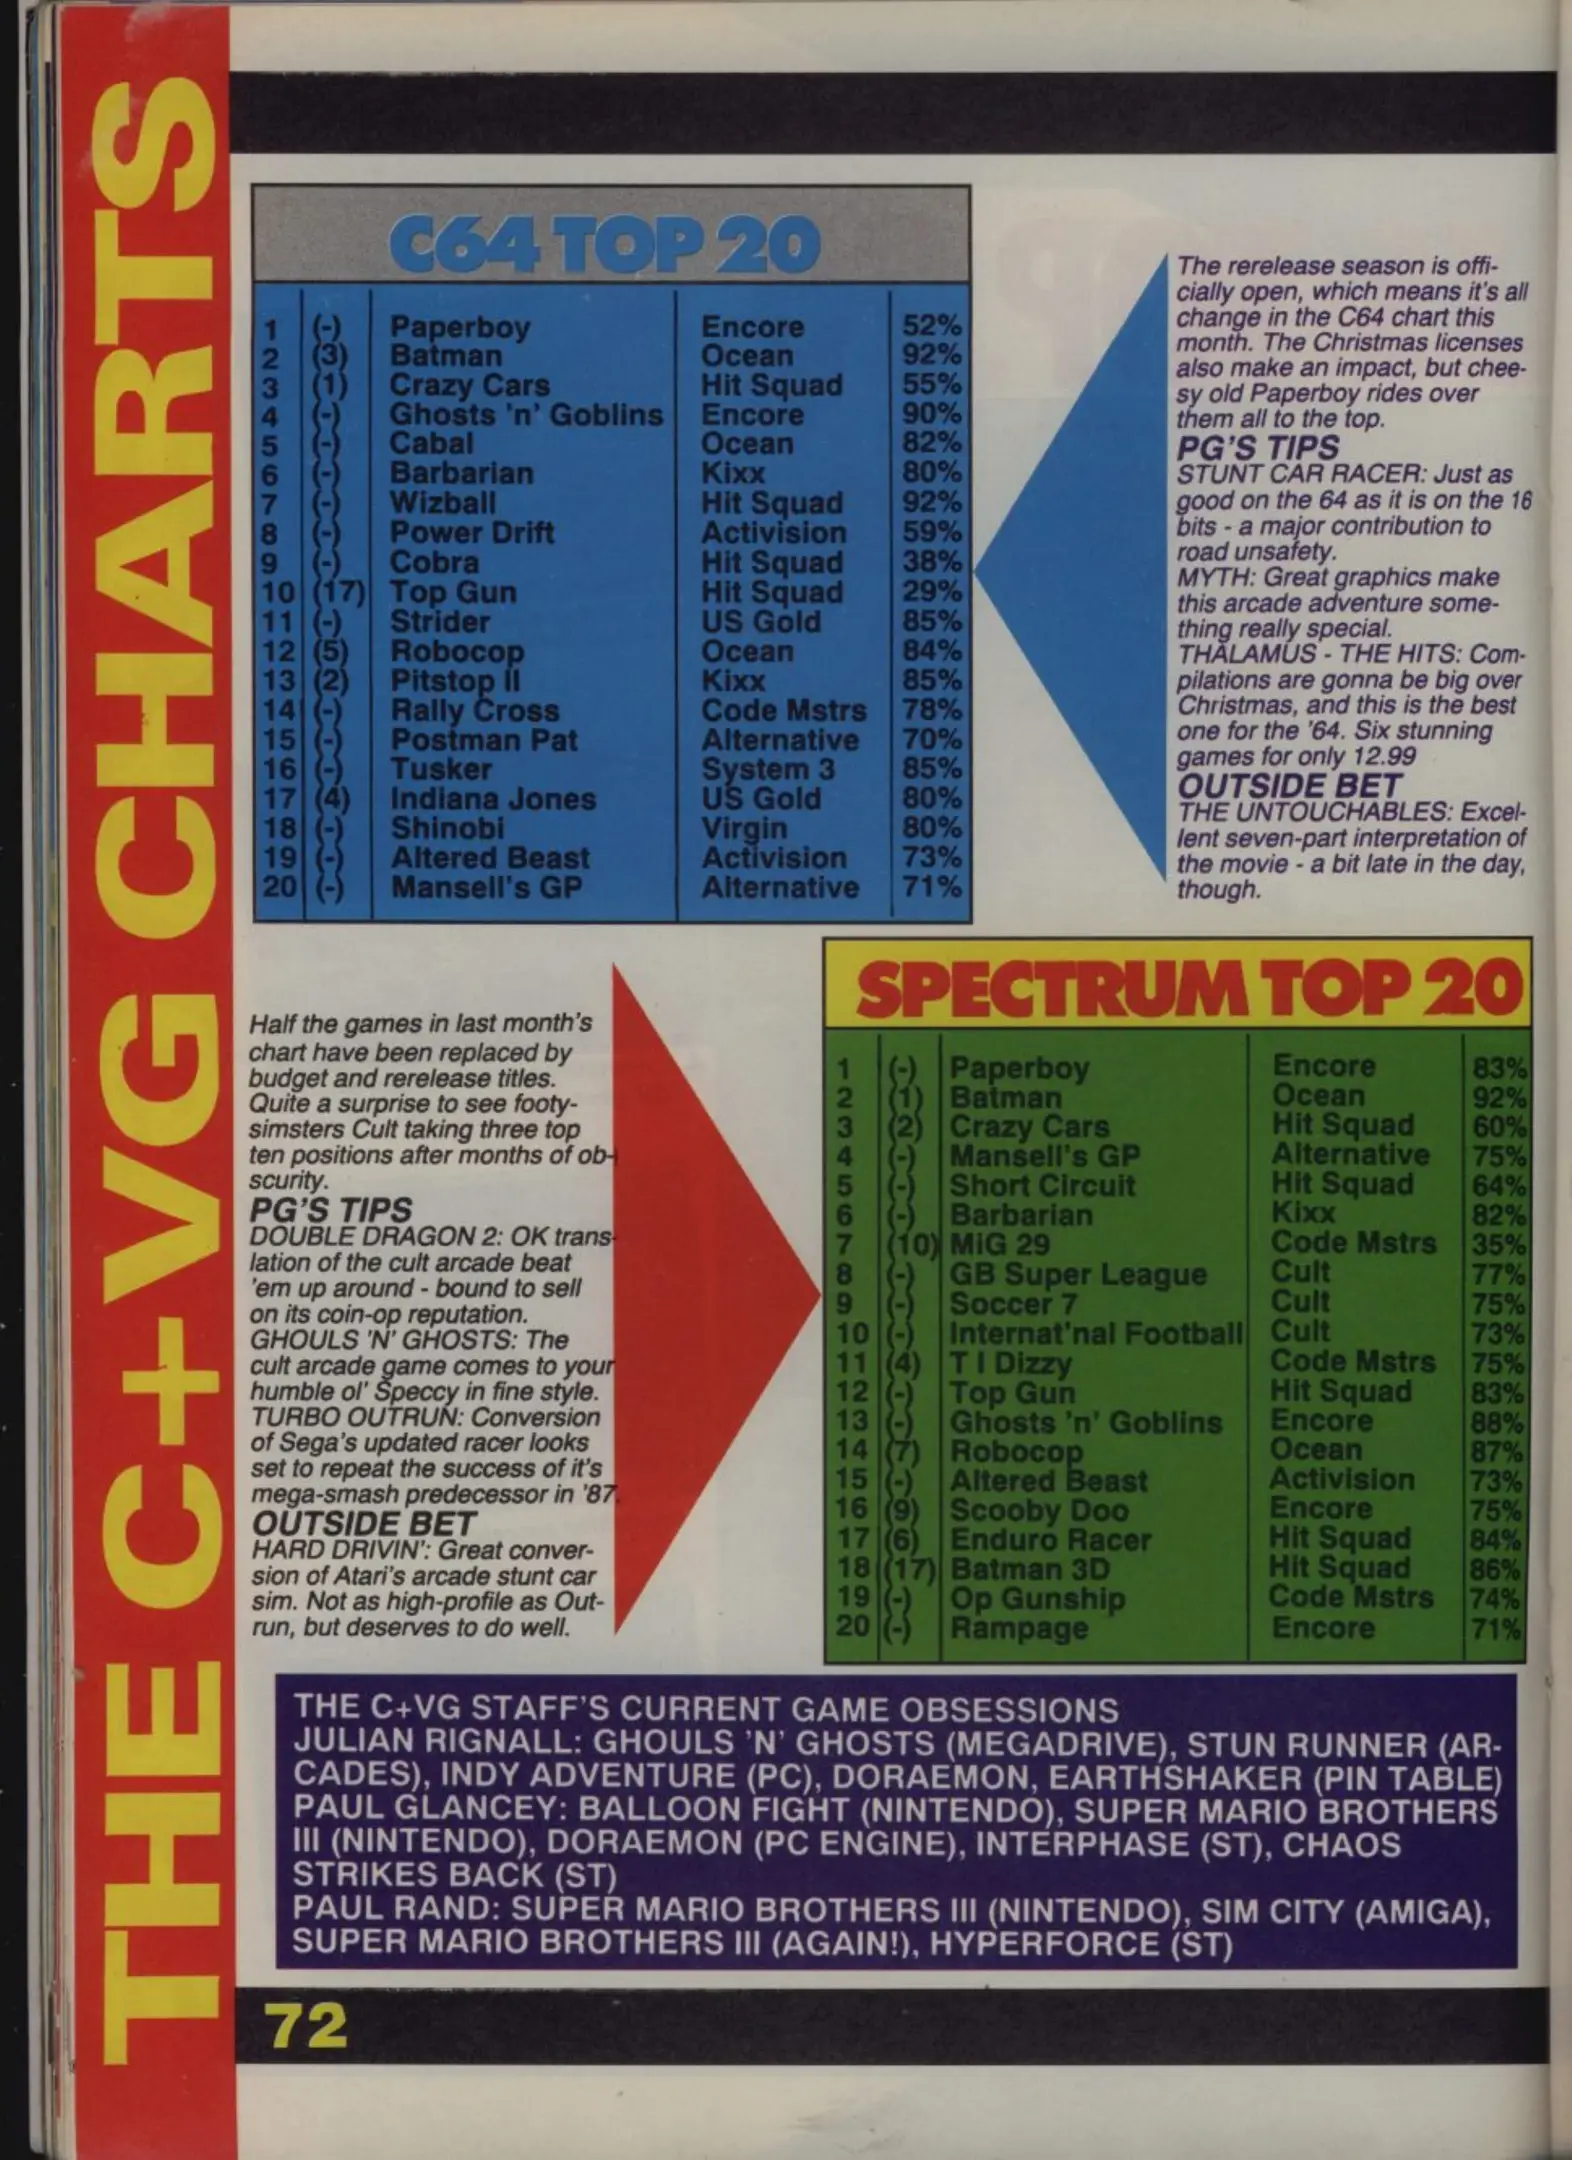 THE C+VG CHARTS
C64 TOP 20
1 (-) Paperboy Encore 52%
2 (3) Batman Ocean 92%
3 (1) Crazy Cars Hit Squad 55%
4 (-) Ghosts 'n' Goblins Encore 90%
5 (-) Cabal Ocean 82%
6 (-) Barbarian Kixx 80%
7 (-) Wizball Hit Squad 92%
8 (-) Power Drift Activision 59%
9 (-) Cobra Hit Squad 38%
10 (17) Top Gun Hit Squad 29%
11 (-) Strider US Gold 85%
12 (5) Robocop Ocean 84%
13 (2) Pitstop II Kixx 85%
14 (-) Rally Cross Code Mstrs 78%
15 (-) Postman Pat Alternative 70%
16 (-) Tusker System 3 85%
17 (4) Indiana Jones US Gold 80%
18 (-) Shinobi Virgin 80%
19 (-) Altered Beast Activision 73%
20 (-) Mansell's GP Alternative 71%
The rerelease season is offi-
cially open, which means it's all
change in the C64 chart this
month. The Christmas licenses
also make an impact, but chee-
sy old Paperboy rides over
them all to the top.
PG'S TIPS
STUNT CAR RACER: Just as
good on the 64 as it is on the 16
bits - a major contribution to
road unsafety.
MYTH: Great graphics make
this arcade adventure some-
thing really special.
THALAMUS - THE HITS: Com-
pilations are gonna be big over
Christmas, and this is the best
one for the '64. Six stunning
games for only 12.99
OUTSIDE BET
THE UNTOUCHABLES: Excel-
lent seven-part interpretation of
the movie - a bit late in the day,
though.
Half the games in last month's
chart have been replaced by
budget and rerelease titles.
Quite a surprise to see footy-
simsters Cult taking three top
ten positions after months of ob-
scurity.
PG'S TIPS
DOUBLE DRAGON 2: OK trans-
lation of the cult arcade beat
'em up around - bound to sell
on its coin-op reputation.
GHOULS 'N' GHOSTS: The
cult arcade game comes to your
humble ol' Speccy in fine style.
TURBO OUTRUN: Conversion
of Sega's updated racer looks
set to repeat the success of it's
mega-smash predecessor in '87.
OUTSIDE BET
HARD DRIVIN': Great conver-
sion of Atari's arcade stunt car
sim. Not as high-profile as Out-
run, but deserves to do well.
SPECTRUM TOP 20
1 (-) Paperboy Encore 83%
2 (1) Batman Ocean 92%
3 (2) Crazy Cars Hit Squad 60%
4 (-) Mansell's GP Alternative 75%
5 (-) Short Circuit Hit Squad 64%
6 (-) Barbarian Kixx 82%
7 (10) MiG 29 Code Mstrs 35%
8 (-) GB Super League Cult 77%
9 (-) Soccer 7 Cult 75%
10 (-) Internat'nal Football Cult 73%
11 (4) T I Dizzy Code Mstrs 75%
12 (-) Top Gun Hit Squad 83%
13 (-) Ghosts 'n' Goblins Encore 88%
14 (7) Robocop Ocean 87%
15 (-) Altered Beast Activision 73%
16 (9) Scooby Doo Encore 75%
17 (6) Enduro Racer Hit Squad 84%
18 (17) Batman 3D Hit Squad 86%
19 (-) Op Gunship Code Mstrs 74%
20 (-) Rampage Encore 71%
THE C+VG STAFF'S CURRENT GAME OBSESSIONS
JULIAN RIGNALL: GHOULS 'N' GHOSTS (MEGADRIVE), STUN RUNNER (AR-
CADES), INDY ADVENTURE (PC), DORAEMON, EARTHSHAKER (PIN TABLE)
PAUL GLANCEY: BALLOON FIGHT (NINTENDO), SUPER MARIO BROTHERS
III (NINTENDO), DORAEMON (PC ENGINE), INTERPHASE (ST), CHAOS
STRIKES BACK (ST)
PAUL RAND: SUPER MARIO BROTHERS III (NINTENDO), SIM CITY (AMIGA),
SUPER MARIO BROTHERS III (AGAIN!), HYPERFORCE (ST)
72